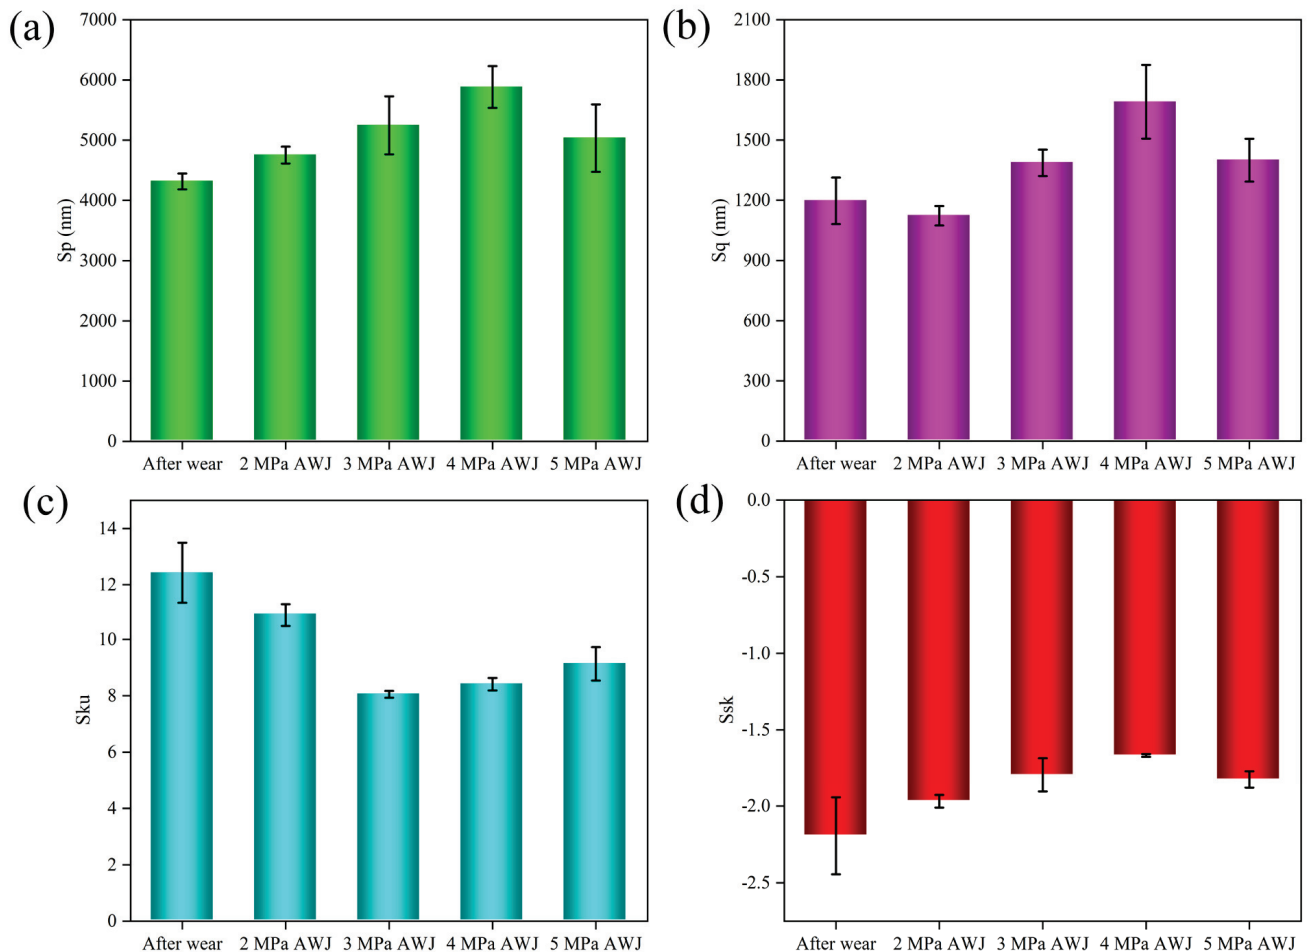 (a)
Sp (nm)
7000
6000
5000
4000
3000
2000
1000
0
After wear 2 MPa AWJ 3 MPa AWJ 4 MPa AWJ 5 MPa AWJ
(b)
Sq (nm)
2100
1800
1500
1200
900
600
300
0
After wear 2 MPa AWJ 3 MPa AWJ 4 MPa AWJ 5 MPa AWJ
(c)
Sku
14
12
10
8
6
4
2
0
After wear 2 MPa AWJ 3 MPa AWJ 4 MPa AWJ 5 MPa AWJ
(d)
Ssk
0.0
-0.5
-1.0
-1.5
-2.0
-2.5
After wear 2 MPa AWJ 3 MPa AWJ 4 MPa AWJ 5 MPa AWJ